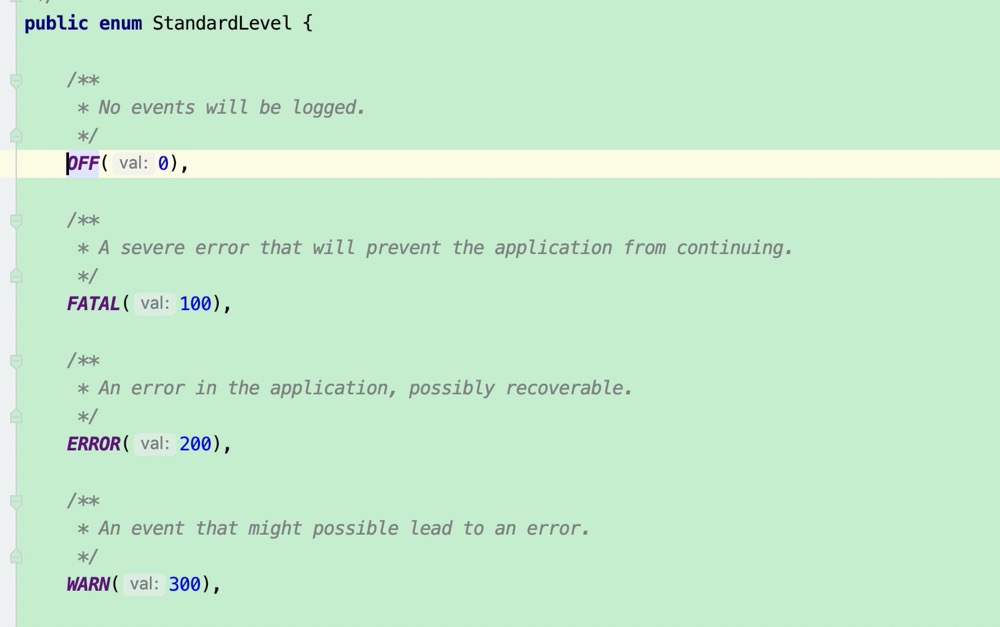 */
public enum StandardLevel {
/**
* No events will be logged.
*/
OFF( val: 0),
/**
* A severe error that will prevent the application from continuing.
*/
FATAL( val: 100),
/**
* An error in the application, possibly recoverable.
*/
ERROR( val: 200),
/**
* An event that might possible lead to an error.
*/
WARN( val: 300),